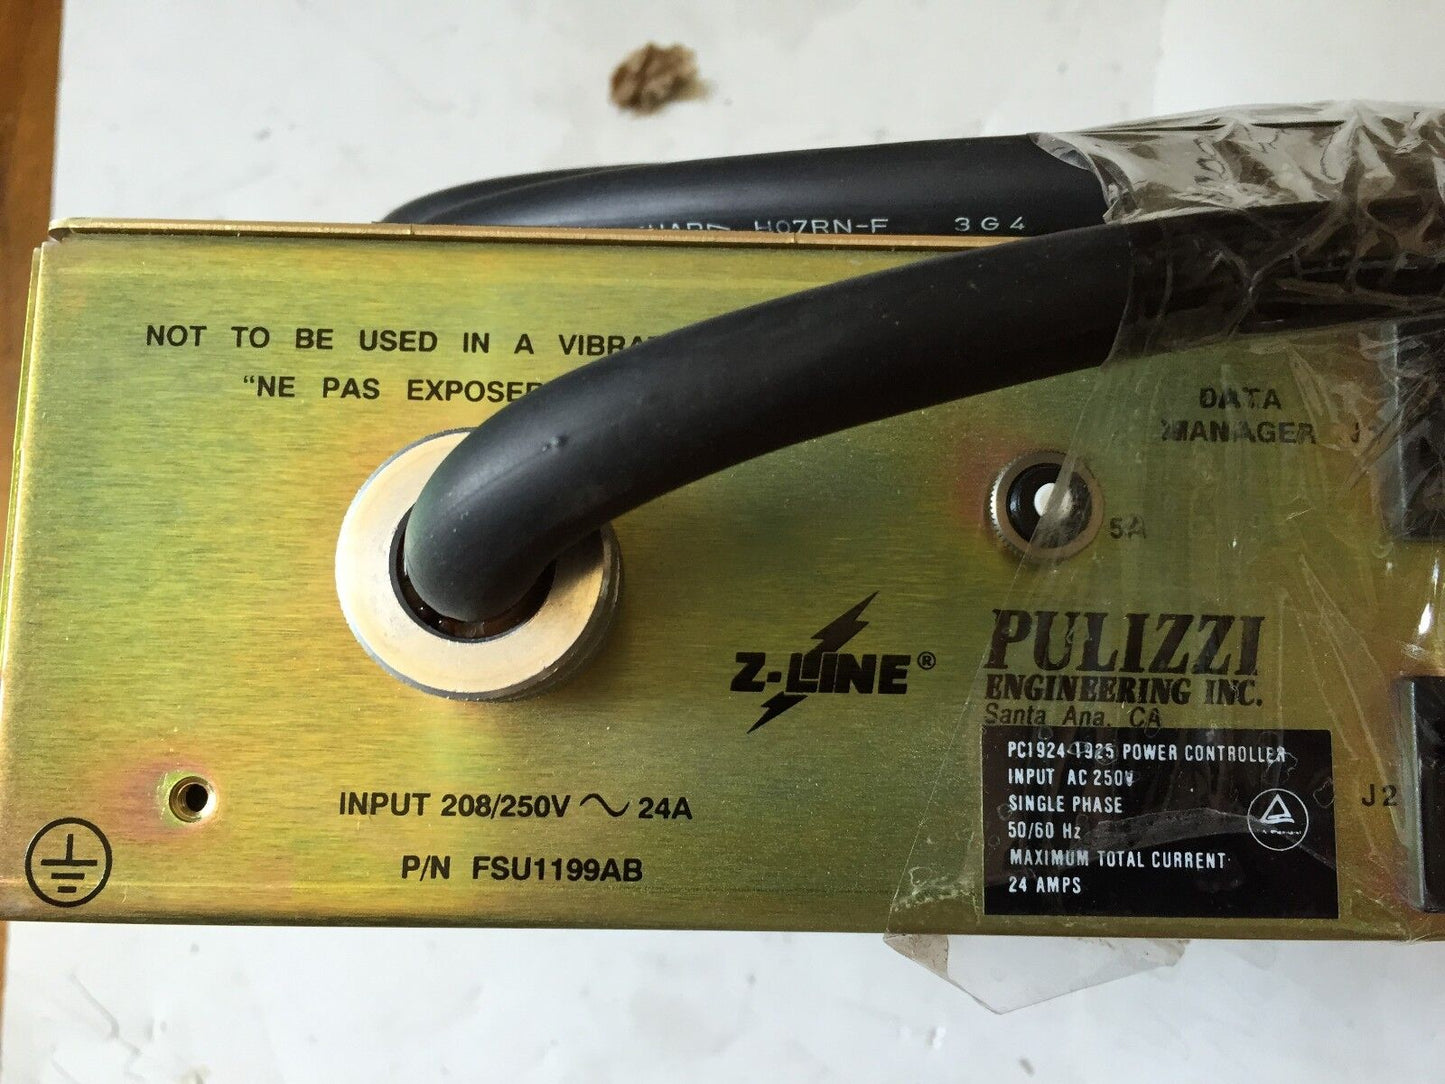 H07RN-F 3G4
NOT TO BE USED IN A
"NE PAS EXPOSER
DATA
MANAGER
5A
Z-LINE®
PULIZZI
ENGINEERING INC.
Santa Ana, CA
PC1924-1925 POWER CONTROLLER
INPUT AC 250V
SINGLE PHASE
50/60 Hz
MAXIMUM TOTAL CURRENT
24 AMPS
J2
INPUT 208/250V ~ 24A
P/N FSU1199AB